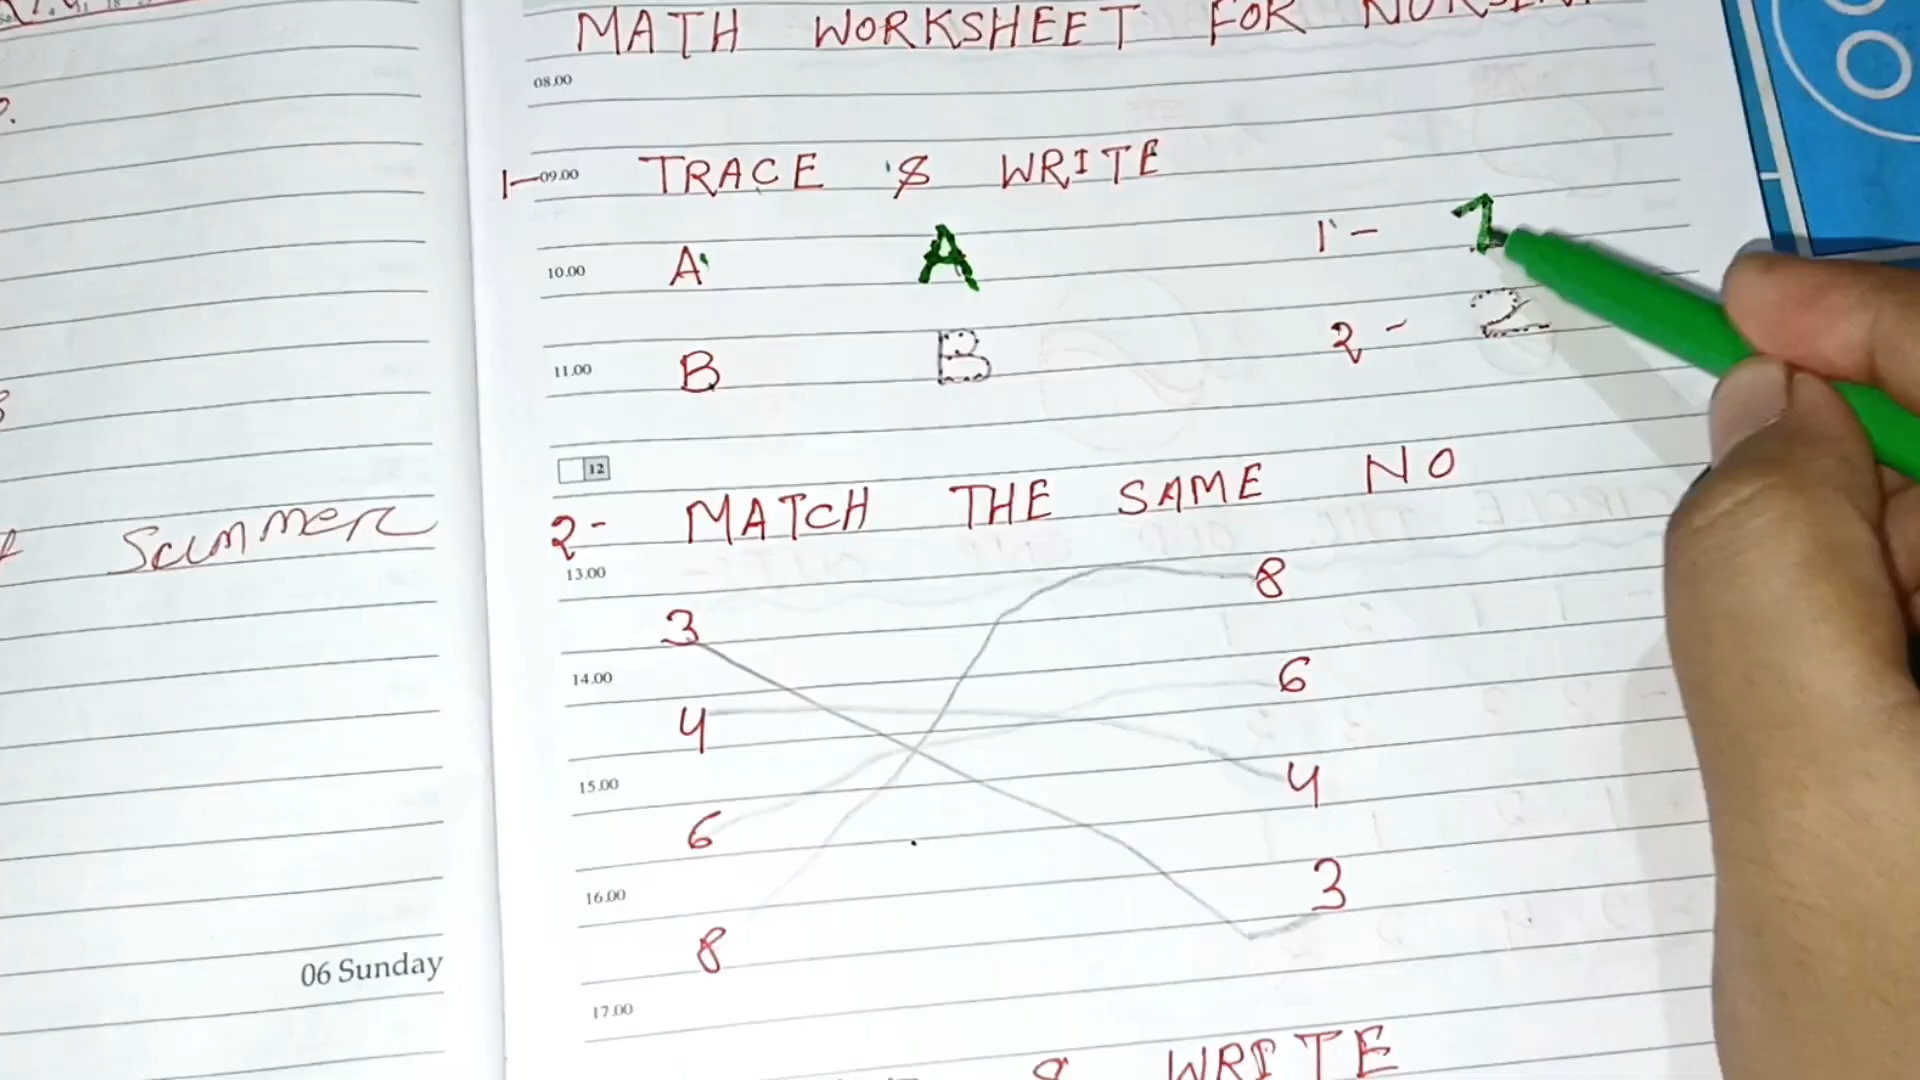 MATH WORKSHEET FOR
08.00
1- 09.00 TRACE & WRITE
10.00 A A 1- 1
11.00 B B 2- 2
12
2- MATCH THE SAME NO
13.00 8
3
14.00 6
4
15.00 4
6
16.00 3
8
17.00
& WRITE
Summer
06 Sunday